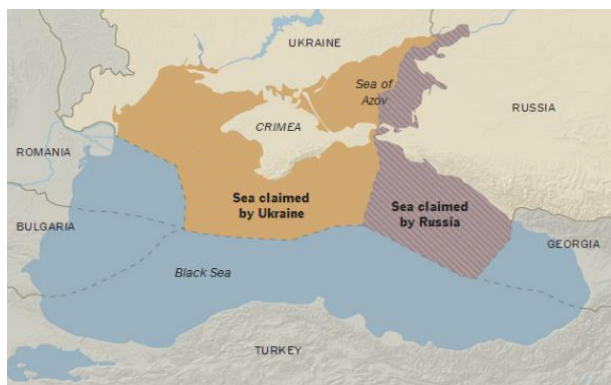 UKRAINE
Sea of
Azov
RUSSIA
CRIMEA
ROMANIA
Sea claimed
by Ukraine
Sea claimed
by Russia
BULGARIA
GEORGIA
Black Sea
TURKEY